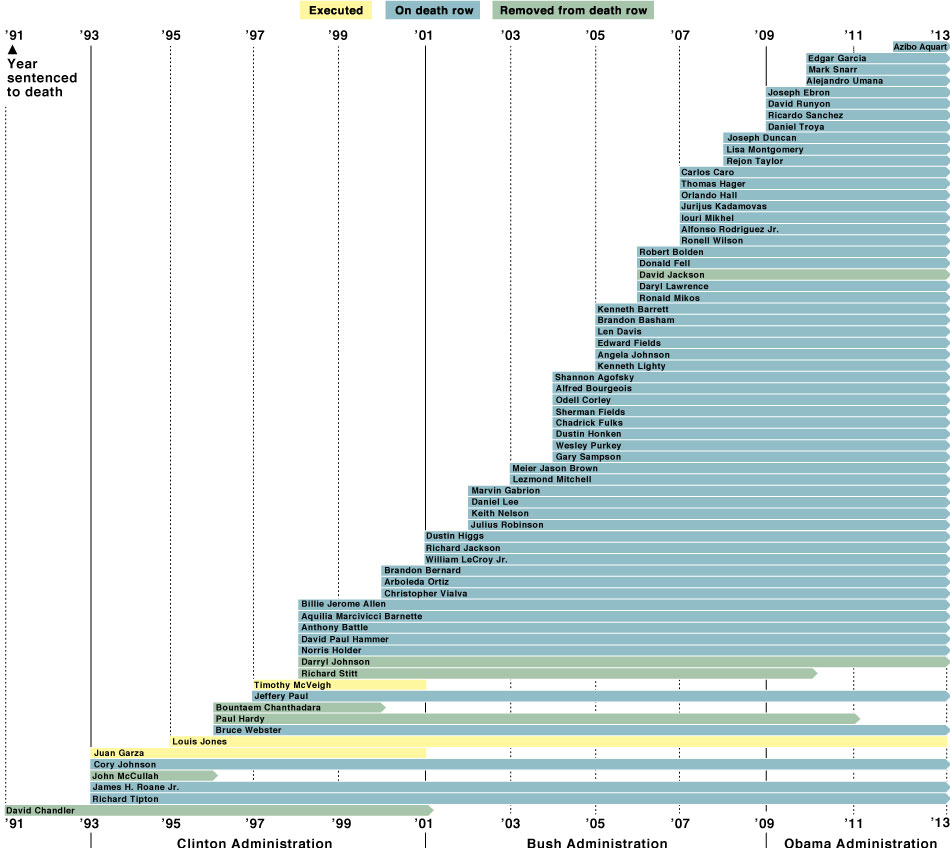 Executed On death row Removed from death row
’91 ’93 ’95 ’97 ’99 ’01 ’03 ’05 ’07 ’09 ’11 ’13
Year
sentenced
to death
Azibo Aquart
Edgar Garcia
Mark Snarr
Alejandro Umana
Joseph Ebron
David Runyon
Ricardo Sanchez
Daniel Troya
Joseph Duncan
Lisa Montgomery
Rejon Taylor
Carlos Caro
Thomas Hager
Orlando Hall
Jurijus Kadamovas
Iouri Mikhel
Alfonso Rodriguez Jr.
Ronell Wilson
Robert Bolden
Donald Fell
David Jackson
Daryl Lawrence
Ronald Mikos
Kenneth Barrett
Brandon Basham
Len Davis
Edward Fields
Angela Johnson
Kenneth Lighty
Shannon Agofsky
Alfred Bourgeois
Odell Corley
Sherman Fields
Chadrick Fulks
Dustin Honken
Wesley Purkey
Gary Sampson
Meier Jason Brown
Lezmond Mitchell
Marvin Gabrion
Daniel Lee
Keith Nelson
Julius Robinson
Dustin Higgs
Richard Jackson
William LeCroy Jr.
Brandon Bernard
Arboleda Ortiz
Christopher Vialva
Billie Jerome Allen
Aquilia Marcivicci Barnette
Anthony Battle
David Paul Hammer
Norris Holder
Darryl Johnson
Richard Stitt
Timothy McVeigh
Jeffery Paul
Bountaem Chanthadara
Paul Hardy
Bruce Webster
Louis Jones
Juan Garza
Cory Johnson
John McCullah
James H. Roane Jr.
Richard Tipton
David Chandler
’91 ’93 ’95 ’97 ’99 ’01 ’03 ’05 ’07 ’09 ’11 ’13
Clinton Administration Bush Administration Obama Administration